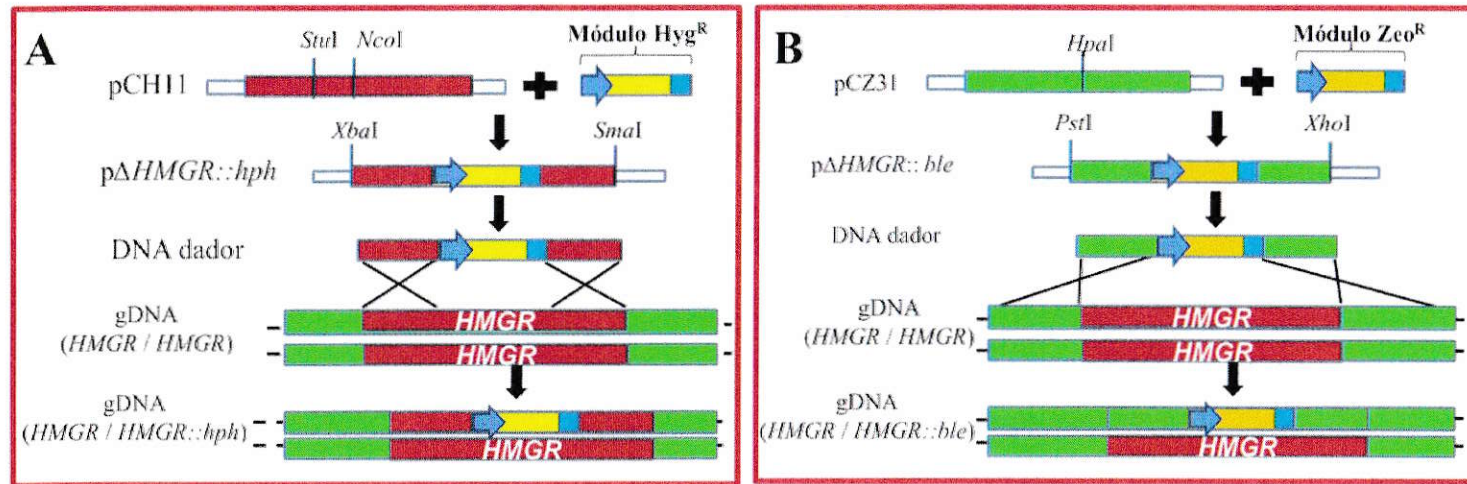 A
StuI NcoI
Módulo Hyg^R
pCH11
XbaI SmaI
pΔHMGR::hph
DNA dador
gDNA
(HMGR / HMGR)
HMGR
HMGR
gDNA
(HMGR / HMGR::hph)
HMGR
B
HpaI
Módulo Zeo^R
pCZ31
PstI XhoI
pΔHMGR:: ble
DNA dador
gDNA
(HMGR / HMGR)
HMGR
HMGR
gDNA
(HMGR / HMGR::ble)
HMGR